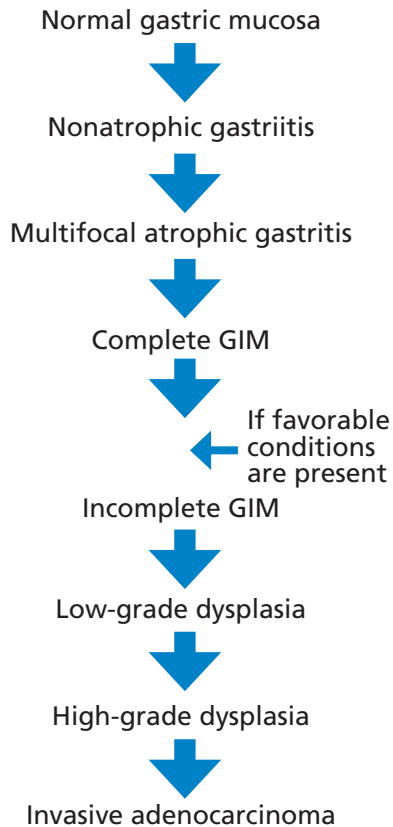 Normal gastric mucosa
Nonatrophic gastriitis
Multifocal atrophic gastritis
Complete GIM
If favorable
conditions
are present
Incomplete GIM
Low-grade dysplasia
High-grade dysplasia
Invasive adenocarcinoma